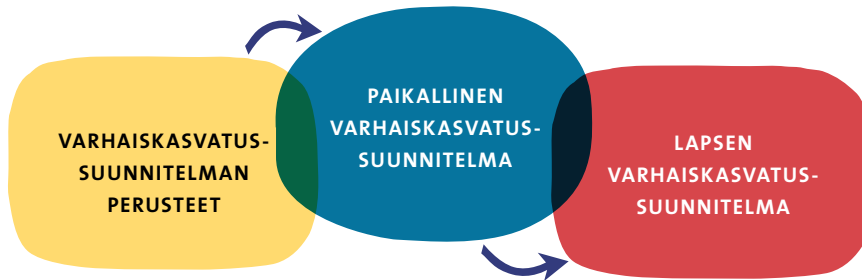 VARHAISKASVATUS-
SUUNNITELMAN
PERUSTEET
PAIKALLINEN
VARHAISKASVATUS-
SUUNNITELMA
LAPSEN
VARHAISKASVATUS-
SUUNNITELMA